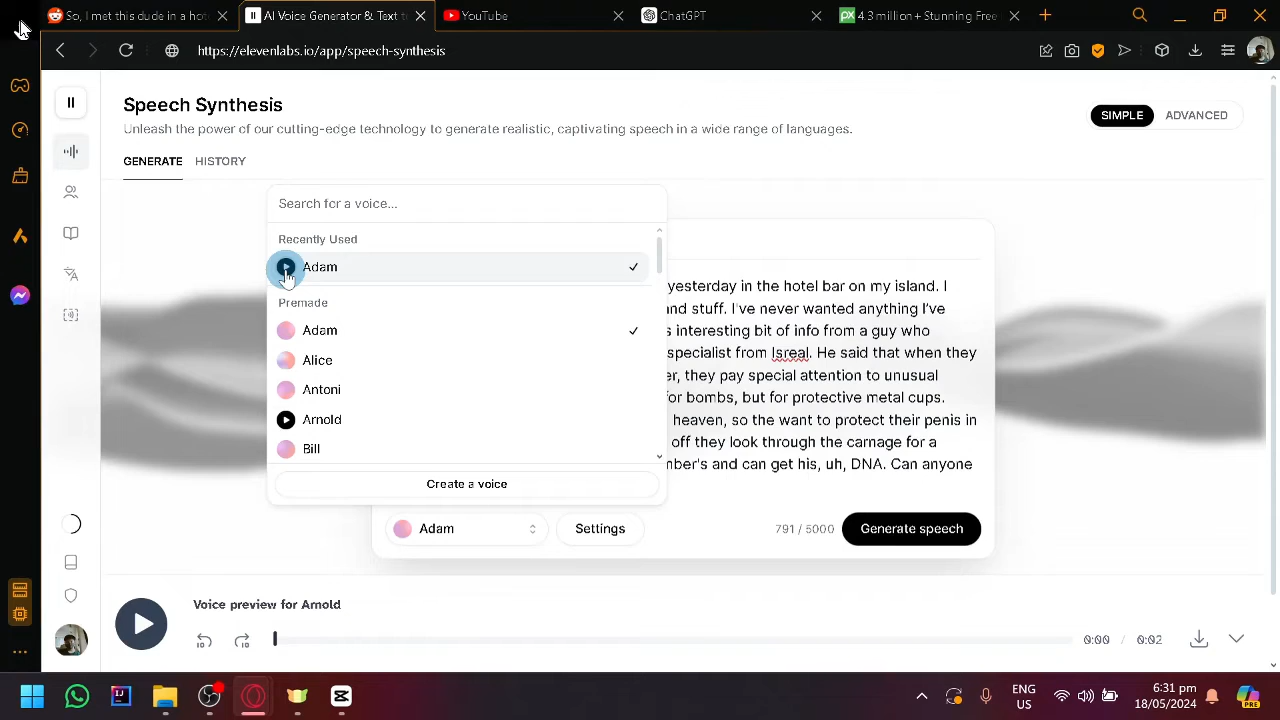 So, I met this dude in a hot
AI Voice Generator & Text t
YouTube
ChatGPT
4.3 million+ Stunning Free
https://elevenlabs.io/app/speech-synthesis
Speech Synthesis
Unleash the power of our cutting-edge technology to generate realistic, captivating speech in a wide range of languages.
SIMPLE
ADVANCED
GENERATE
HISTORY
Search for a voice...
Recently Used
Adam
Premade
Adam
Alice
Antoni
Arnold
Bill
Create a voice
yesterday in the hotel bar on my island. I
and stuff. I've never wanted anything I've
s interesting bit of info from a guy who
specialist from Isreal. He said that when they
er, they pay special attention to unusual
for bombs, but for protective metal cups.
heaven, so the want to protect their penis in
off they look through the carnage for a
mber's and can get his, uh, DNA. Can anyone
Adam
Settings
791 / 5000
Generate speech
Voice preview for Arnold
10
10
0:00 / 0:02
ENG
US
6:31 pm
18/05/2024
PRE